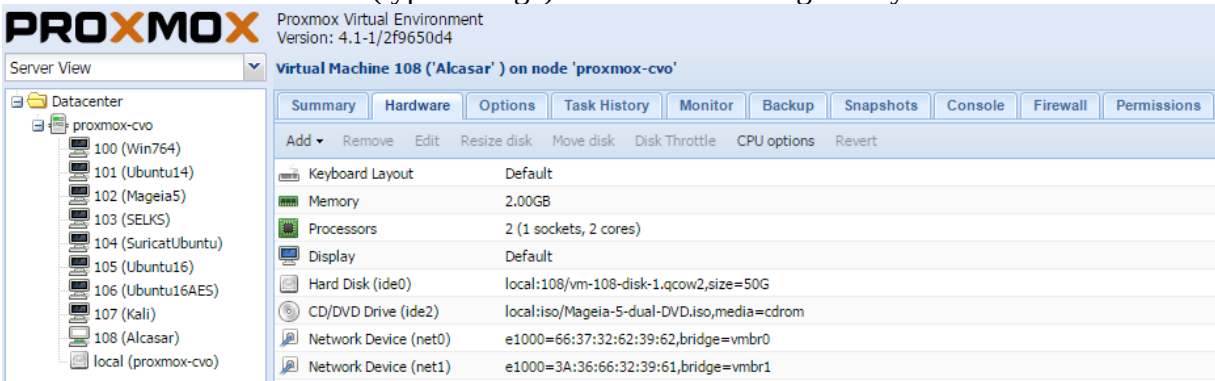 PROXMOX
Proxmox Virtual Environment
Version: 4.1-1/2f9650d4
Server View
Virtual Machine 108 ('Alcasar' ) on node 'proxmox-cvo'
Datacenter
proxmox-cvo
100 (Win764)
101 (Ubuntu14)
102 (Mageia5)
103 (SELKS)
104 (SuricatUbuntu)
105 (Ubuntu16)
106 (Ubuntu16AES)
107 (Kali)
108 (Alcasar)
local (proxmox-cvo)
Summary Hardware Options Task History Monitor Backup Snapshots Console Firewall Permissions
Add Remove Edit Resize disk Move disk Disk Throttle CPU options Revert
Keyboard Layout Default
Memory 2.00GB
Processors 2 (1 sockets, 2 cores)
Display Default
Hard Disk (ide0) local:108/vm-108-disk-1.qcow2,size=50G
CD/DVD Drive (ide2) local:iso/Mageia-5-dual-DVD.iso,media=cdrom
Network Device (net0) e1000=66:37:32:62:39:62,bridge=vmbr0
Network Device (net1) e1000=3A:36:66:32:39:61,bridge=vmbr1